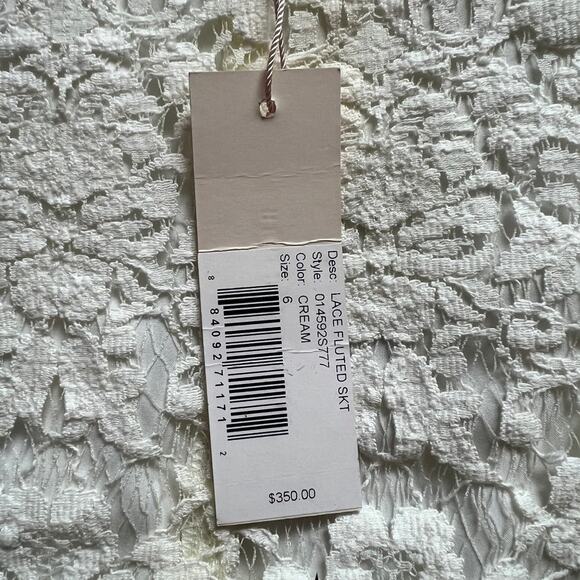 Desc: LACE FLUTED SKT
Style: 014592S777
Color: CREAM
Size: 6
8 84092 71171 2
$350.00